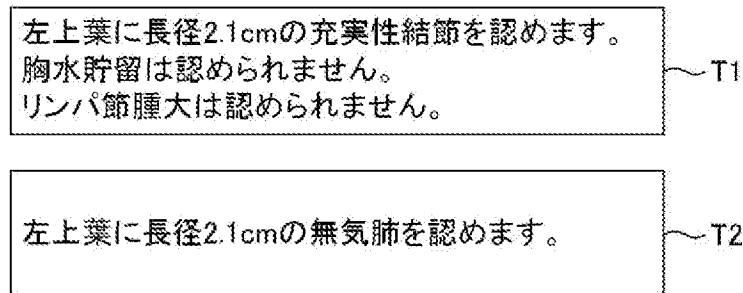 左上葉に長径2.1cmの充実性結節を認めます。
胸水貯留は認められません。
リンパ節腫大は認められません。
T1
左上葉に長径2.1cmの無気肺を認めます。
T2